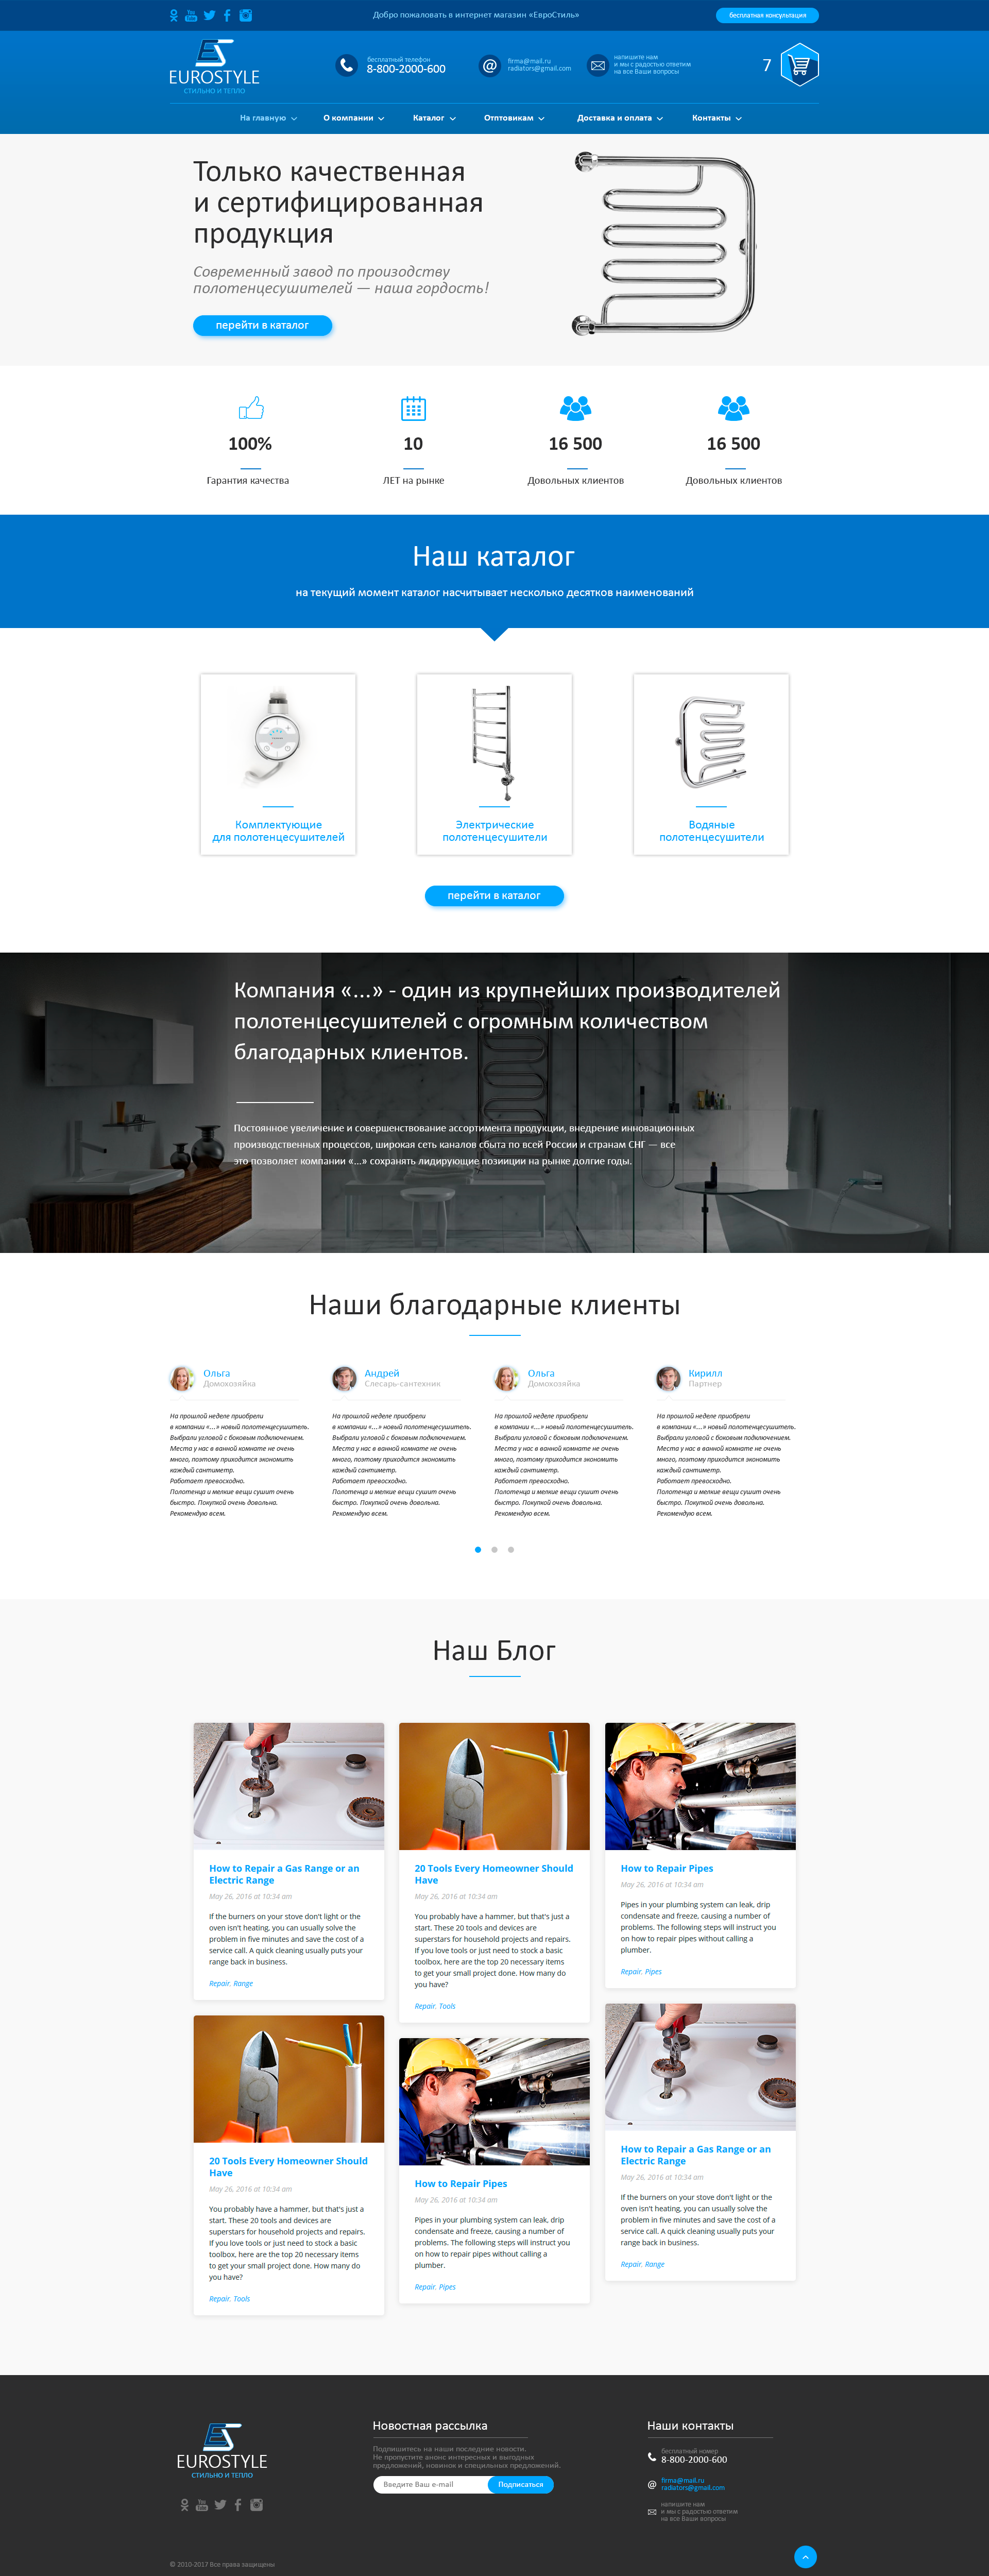 Добро пожаловать в интернет магазин «ЕвроСтиль»
бесплатная консультация
EUROSTYLE
СТИЛЬНО И ТЕПЛО
бесплатный телефон
8-800-2000-600
firma@mail.ru
radiators@gmail.com
напишите нам
и мы с радостью ответим
на все Ваши вопросы
7
На главную
О компании
Каталог
Отптовикам
Доставка и оплата
Контакты
Только качественная
и сертифицированная
продукция
Современный завод по произодству
полотенцесушителей — наша гордость!
перейти в каталог
100%
Гарантия качества
10
ЛЕТ на рынке
16 500
Довольных клиентов
16 500
Довольных клиентов
Наш каталог
на текущий момент каталог насчитывает несколько десятков наименований
Комплектующие
для полотенцесушителей
Электрические
полотенцесушители
Водяные
полотенцесушители
перейти в каталог
Компания «...» - один из крупнейших производителей
полотенцесушителей с огромным количеством
благодарных клиентов.
Постоянное увеличение и совершенствование ассортимента продукции, внедрение инновационных
производственных процессов, широкая сеть каналов сбыта по всей России и странам СНГ — все
это позволяет компании «...» сохранять лидирующие позииции на рынке долгие годы.
Наши благодарные клиенты
Ольга
Домохозяйка
На прошлой неделе приобрели
в компании «...» новый полотенцесушитель.
Выбрали угловой с боковым подключением.
Места у нас в ванной комнате не очень
много, поэтому приходится экономить
каждый сантиметр.
Работает превосходно.
Полотенца и мелкие вещи сушит очень
быстро. Покупкой очень довольна.
Рекомендую всем.
Андрей
Слесарь-сантехник
На прошлой неделе приобрели
в компании «...» новый полотенцесушитель.
Выбрали угловой с боковым подключением.
Места у нас в ванной комнате не очень
много, поэтому приходится экономить
каждый сантиметр.
Работает превосходно.
Полотенца и мелкие вещи сушит очень
быстро. Покупкой очень довольна.
Рекомендую всем.
Ольга
Домохозяйка
На прошлой неделе приобрели
в компании «...» новый полотенцесушитель.
Выбрали угловой с боковым подключением.
Места у нас в ванной комнате не очень
много, поэтому приходится экономить
каждый сантиметр.
Работает превосходно.
Полотенца и мелкие вещи сушит очень
быстро. Покупкой очень довольна.
Рекомендую всем.
Кирилл
Партнер
На прошлой неделе приобрели
в компании «...» новый полотенцесушитель.
Выбрали угловой с боковым подключением.
Места у нас в ванной комнате не очень
много, поэтому приходится экономить
каждый сантиметр.
Работает превосходно.
Полотенца и мелкие вещи сушит очень
быстро. Покупкой очень довольна.
Рекомендую всем.
Наш Блог
How to Repair a Gas Range or an
Electric Range
May 26, 2016 at 10:34 am
If the burners on your stove don't light or the
oven isn't heating, you can usually solve the
problem in five minutes and save the cost of a
service call. A quick cleaning usually puts your
range back in business.
Repair, Range
20 Tools Every Homeowner Should
Have
May 26, 2016 at 10:34 am
You probably have a hammer, but that's just a
start. These 20 tools and devices are
superstars for household projects and repairs.
If you love tools or just need to stock a basic
toolbox, here are the top 20 necessary items
to get your small project done. How many do
you have?
Repair, Tools
How to Repair Pipes
May 26, 2016 at 10:34 am
Pipes in your plumbing system can leak, drip
condensate and freeze, causing a number of
problems. The following steps will instruct you
on how to repair pipes without calling a
plumber.
Repair, Pipes
20 Tools Every Homeowner Should
Have
May 26, 2016 at 10:34 am
You probably have a hammer, but that's just a
start. These 20 tools and devices are
superstars for household projects and repairs.
If you love tools or just need to stock a basic
toolbox, here are the top 20 necessary items
to get your small project done. How many do
you have?
Repair, Tools
How to Repair Pipes
May 26, 2016 at 10:34 am
Pipes in your plumbing system can leak, drip
condensate and freeze, causing a number of
problems. The following steps will instruct you
on how to repair pipes without calling a
plumber.
Repair, Pipes
How to Repair a Gas Range or an
Electric Range
May 26, 2016 at 10:34 am
If the burners on your stove don't light or the
oven isn't heating, you can usually solve the
problem in five minutes and save the cost of a
service call. A quick cleaning usually puts your
range back in business.
Repair, Range
EUROSTYLE
СТИЛЬНО И ТЕПЛО
Новостная рассылка
Подпишитесь на наши последние новости.
Не пропустите анонс интересных и выгодных
предложений, новинок и специльных предложений.
Введите Ваш e-mail
Подписаться
Наши контакты
бесплатный номер
8-800-2000-600
firma@mail.ru
radiators@gmail.com
напишите нам
и мы с радостью ответим
на все Ваши вопросы
© 2010-2017 Все права защищены